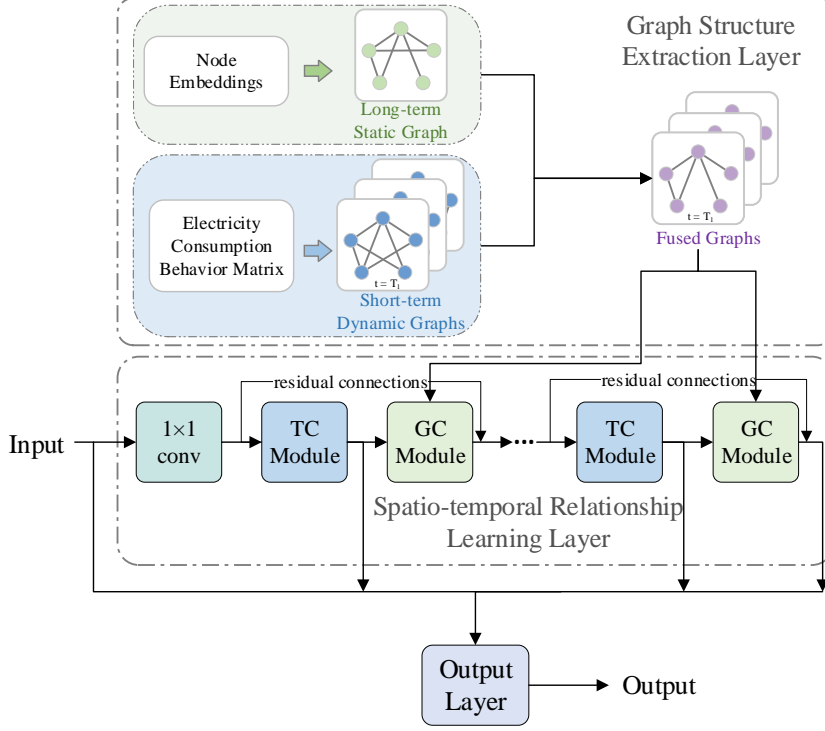 Node
Embeddings
Long-term
Static Graph
Graph Structure
Extraction Layer
Electricity
Consumption
Behavior Matrix
t = T₁
Short-term
Dynamic Graphs
t = T₁
Fused Graphs
residual connections
residual connections
Input
1×1
conv
TC
Module
GC
Module
TC
Module
GC
Module
Spatio-temporal Relationship
Learning Layer
Output
Layer
Output